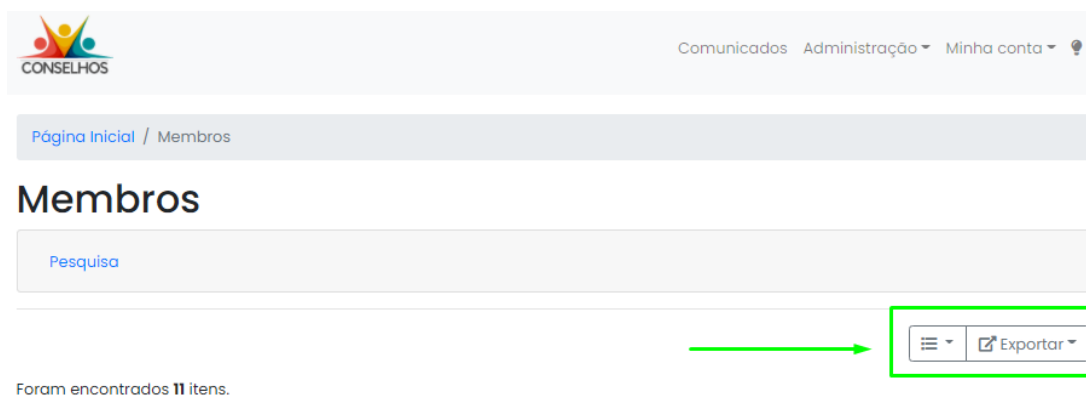 CONSELHOS
Comunicados Administração Minha conta
Página Inicial / Membros
Membros
Pesquisa
Exportar
Foram encontrados 11 itens.